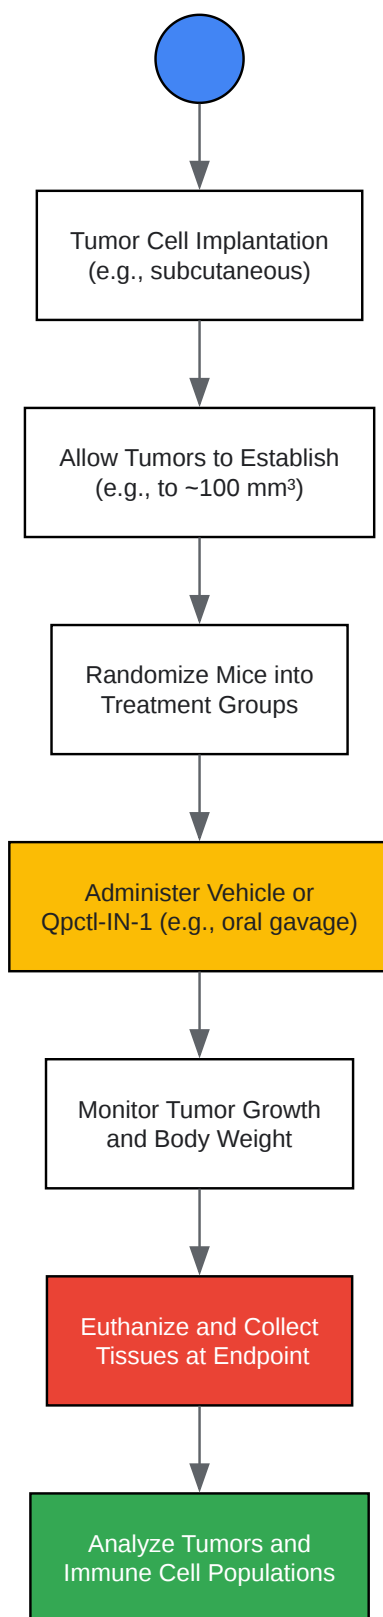 Tumor Cell Implantation
(e.g., subcutaneous)
Allow Tumors to Establish
(e.g., to ~100 mm³)
Randomize Mice into
Treatment Groups
Administer Vehicle or
Qpctl-IN-1 (e.g., oral gavage)
Monitor Tumor Growth
and Body Weight
Euthanize and Collect
Tissues at Endpoint
Analyze Tumors and
Immune Cell Populations